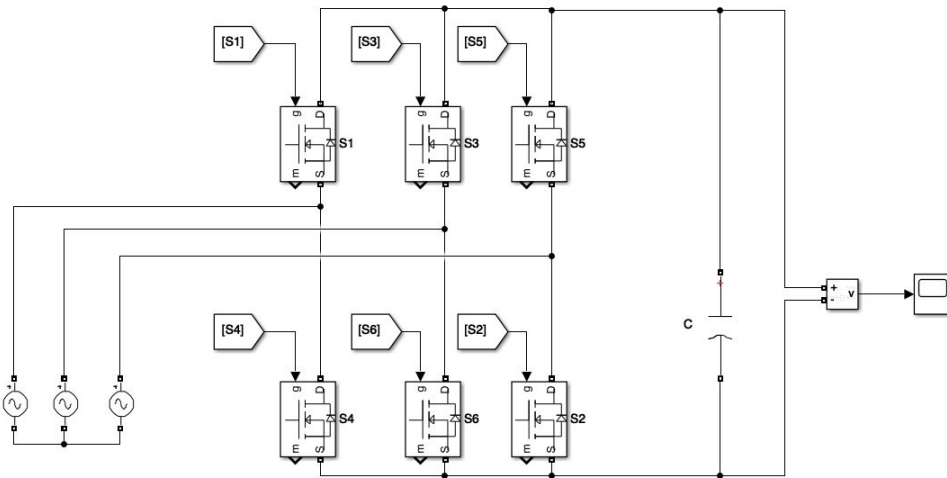 [S1]
[S3]
[S5]
g D
S1
m S
g D
S3
m S
g D
S5
m S
[S4]
[S6]
[S2]
C
+
- v
+
g D
S4
m S
g D
S6
m S
g D
S2
m S